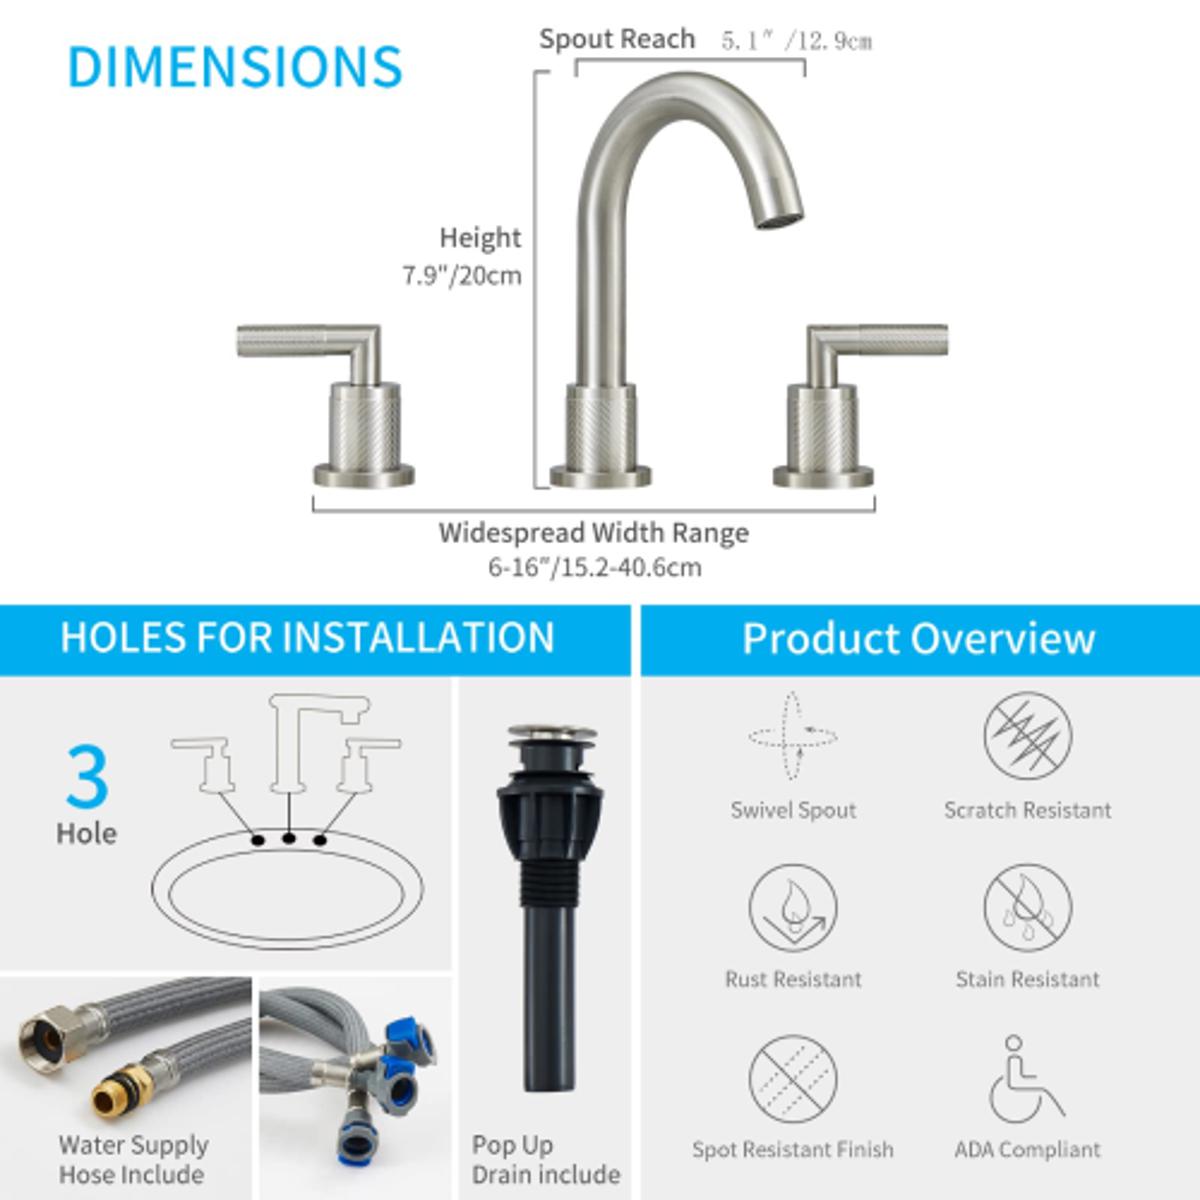 DIMENSIONS
Spout Reach 5.1″ /12.9cm
Height
7.9"/20cm
Widespread Width Range
6-16″/15.2-40.6cm
HOLES FOR INSTALLATION
3
Hole
Water Supply
Hose Include
Pop Up
Drain include
Product Overview
Swivel Spout
Scratch Resistant
Rust Resistant
Stain Resistant
Spot Resistant Finish
ADA Compliant